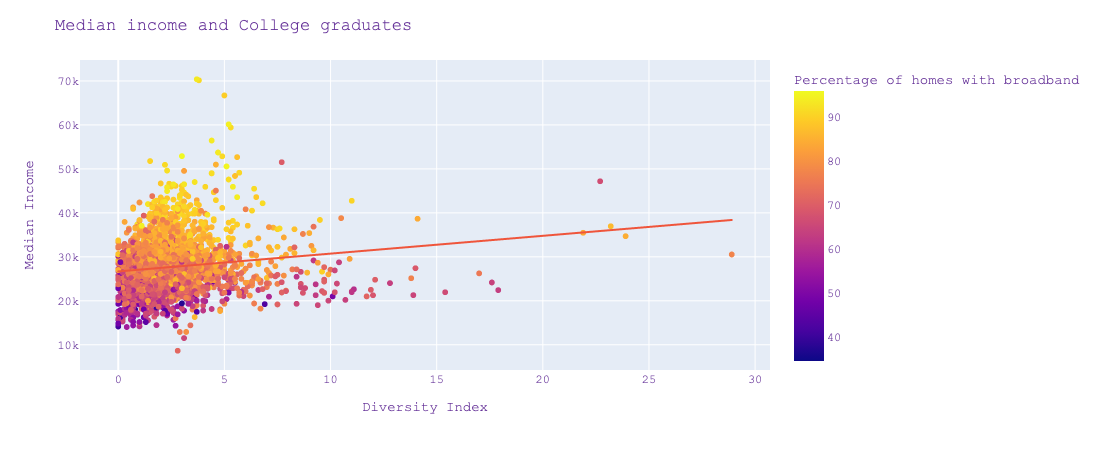 Median income and College graduates
Percentage of homes with broadband
Median Income
70k
60k
50k
40k
30k
20k
10k
0 5 10 15 20 25 30
Diversity Index
90
80
70
60
50
40